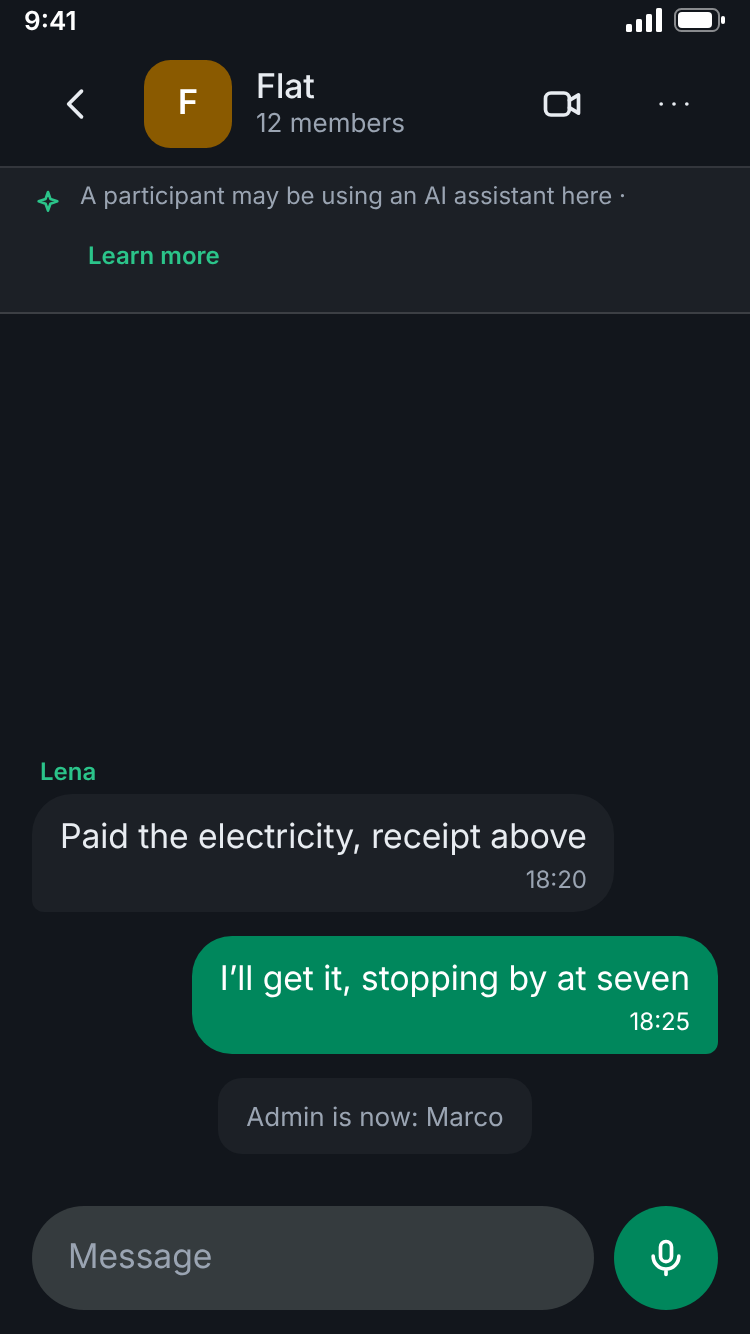 9:41
F
Flat
12 members
A participant may be using an AI assistant here ·
Learn more
Lena
Paid the electricity, receipt above
18:20
I’ll get it, stopping by at seven
18:25
Admin is now: Marco
Message